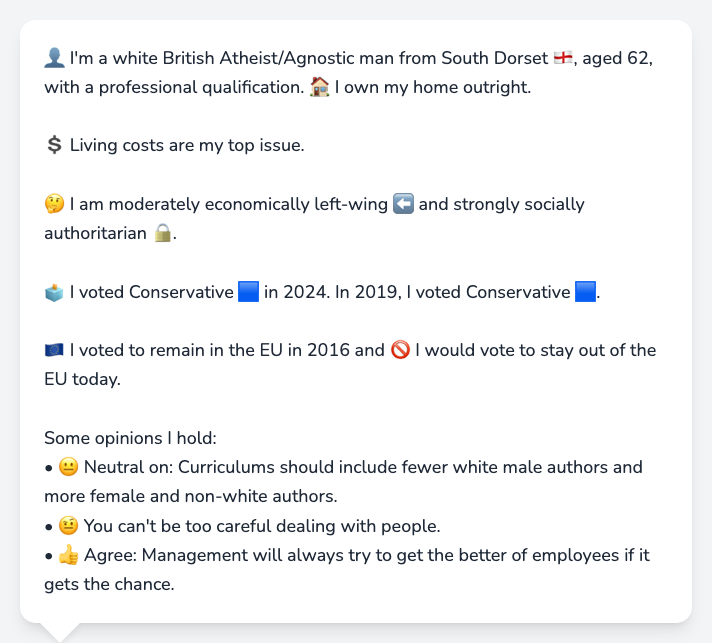 👤 I'm a white British Atheist/Agnostic man from South Dorset 🏴󠁧󠁢󠁥󠁮󠁧󠁿, aged 62,
with a professional qualification. 🏠 I own my home outright.
💲 Living costs are my top issue.
🤔 I am moderately economically left-wing ⬅️ and strongly socially
authoritarian 🔒.
🗳️ I voted Conservative 🟦 in 2024. In 2019, I voted Conservative 🟦.
🇪🇺 I voted to remain in the EU in 2016 and 🚫 I would vote to stay out of the
EU today.
Some opinions I hold:
• 😐 Neutral on: Curriculums should include fewer white male authors and
more female and non-white authors.
• 🤨 You can't be too careful dealing with people.
• 👍 Agree: Management will always try to get the better of employees if it
gets the chance.